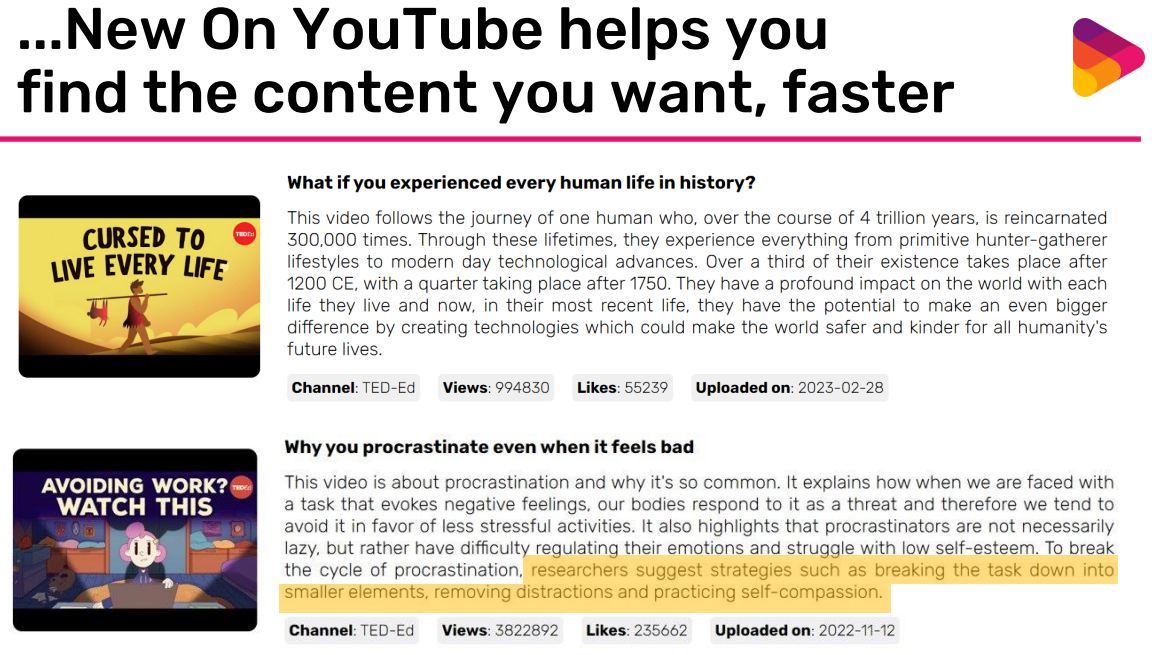 ...New On YouTube helps you
find the content you want, faster
CURSED TO
LIVE EVERY LIFE
TED-Ed
What if you experienced every human life in history?
This video follows the journey of one human who, over the course of 4 trillion years, is reincarnated
300,000 times. Through these lifetimes, they experience everything from primitive hunter-gatherer
lifestyles to modern day technological advances. Over a third of their existence takes place after
1200 CE, with a quarter taking place after 1750. They have a profound impact on the world with each
life they live and now, in their most recent life, they have the potential to make an even bigger
difference by creating technologies which could make the world safer and kinder for all humanity's
future lives.
Channel: TED-Ed Views: 994830 Likes: 55239 Uploaded on: 2023-02-28
AVOIDING WORK?
WATCH THIS
TED-Ed
Why you procrastinate even when it feels bad
This video is about procrastination and why it's so common. It explains how when we are faced with
a task that evokes negative feelings, our bodies respond to it as a threat and therefore we tend to
avoid it in favor of less stressful activities. It also highlights that procrastinators are not necessarily
lazy, but rather have difficulty regulating their emotions and struggle with low self-esteem. To break
the cycle of procrastination, researchers suggest strategies such as breaking the task down into
smaller elements, removing distractions and practicing self-compassion.
Channel: TED-Ed Views: 3822892 Likes: 235662 Uploaded on: 2022-11-12